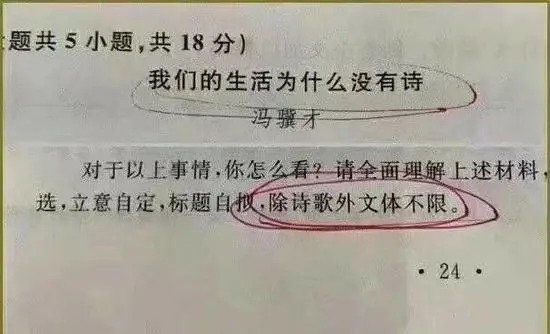 题共 5 小题,共 18 分)
我们的生活为什么没有诗
冯骥才
对于以上事情,你怎么看?请全面理解上述材料,
选,立意自定,标题自拟,除诗歌外文体不限。
· 24 ·